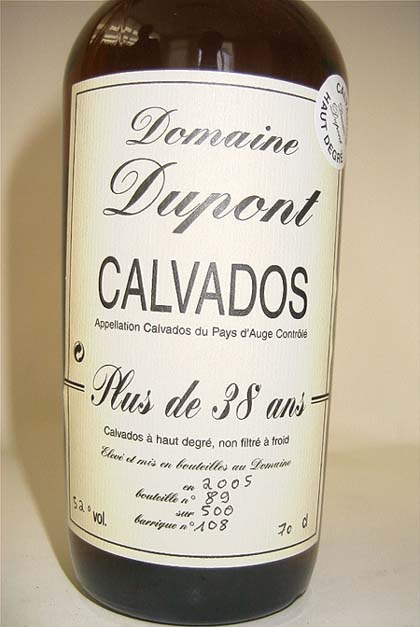 Domaine
Dupont
CALVADOS
Appellation Calvados du Pays d'Auge Contrôlé
Plus de 38 ans
Calvados à haut degré, non filtré à froid
Elevé et mis en bouteilles au Domaine
en 2005
bouteille n° 89
sur 500
barrique n° 108
52° vol.
70 cl
HAUT DEGRÉ